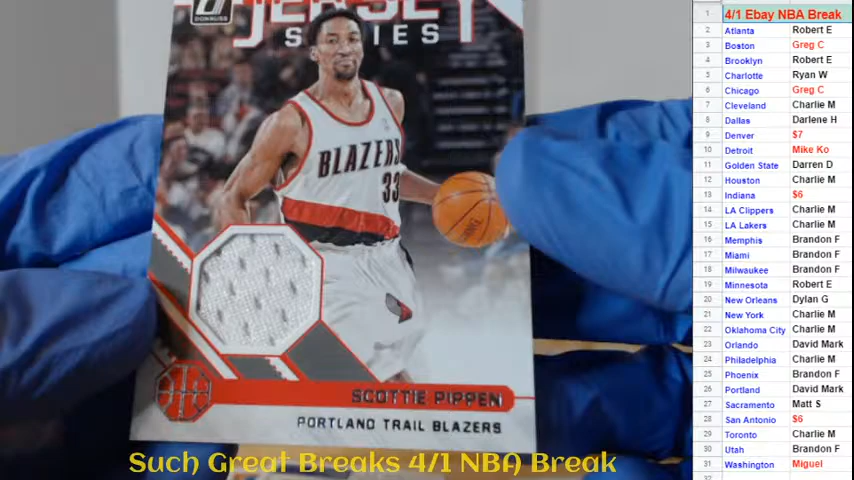 DONRUSS
JERSEY
SERIES
BLAZERS
33
SCOTTIE PIPPEN
PORTLAND TRAIL BLAZERS
Such Great Breaks 4/1 NBA Break
1 4/1 Ebay NBA Break
2 Atlanta Robert E
3 Boston Greg C
4 Brooklyn Robert E
5 Charlotte Ryan W
6 Chicago Greg C
7 Cleveland Charlie M
8 Dallas Darlene H
9 Denver $7
10 Detroit Mike Ko
11 Golden State Darren D
12 Houston Charlie M
13 Indiana $6
14 LA Clippers Charlie M
15 LA Lakers Charlie M
16 Memphis Brandon F
17 Miami Brandon F
18 Milwaukee Brandon F
19 Minnesota Robert E
20 New Orleans Dylan G
21 New York Charlie M
22 Oklahoma City Charlie M
23 Orlando David Mark
24 Philadelphia Charlie M
25 Phoenix Brandon F
26 Portland David Mark
27 Sacramento Matt S
28 San Antonio $6
29 Toronto Charlie M
30 Utah Brandon F
31 Washington Miguel
32